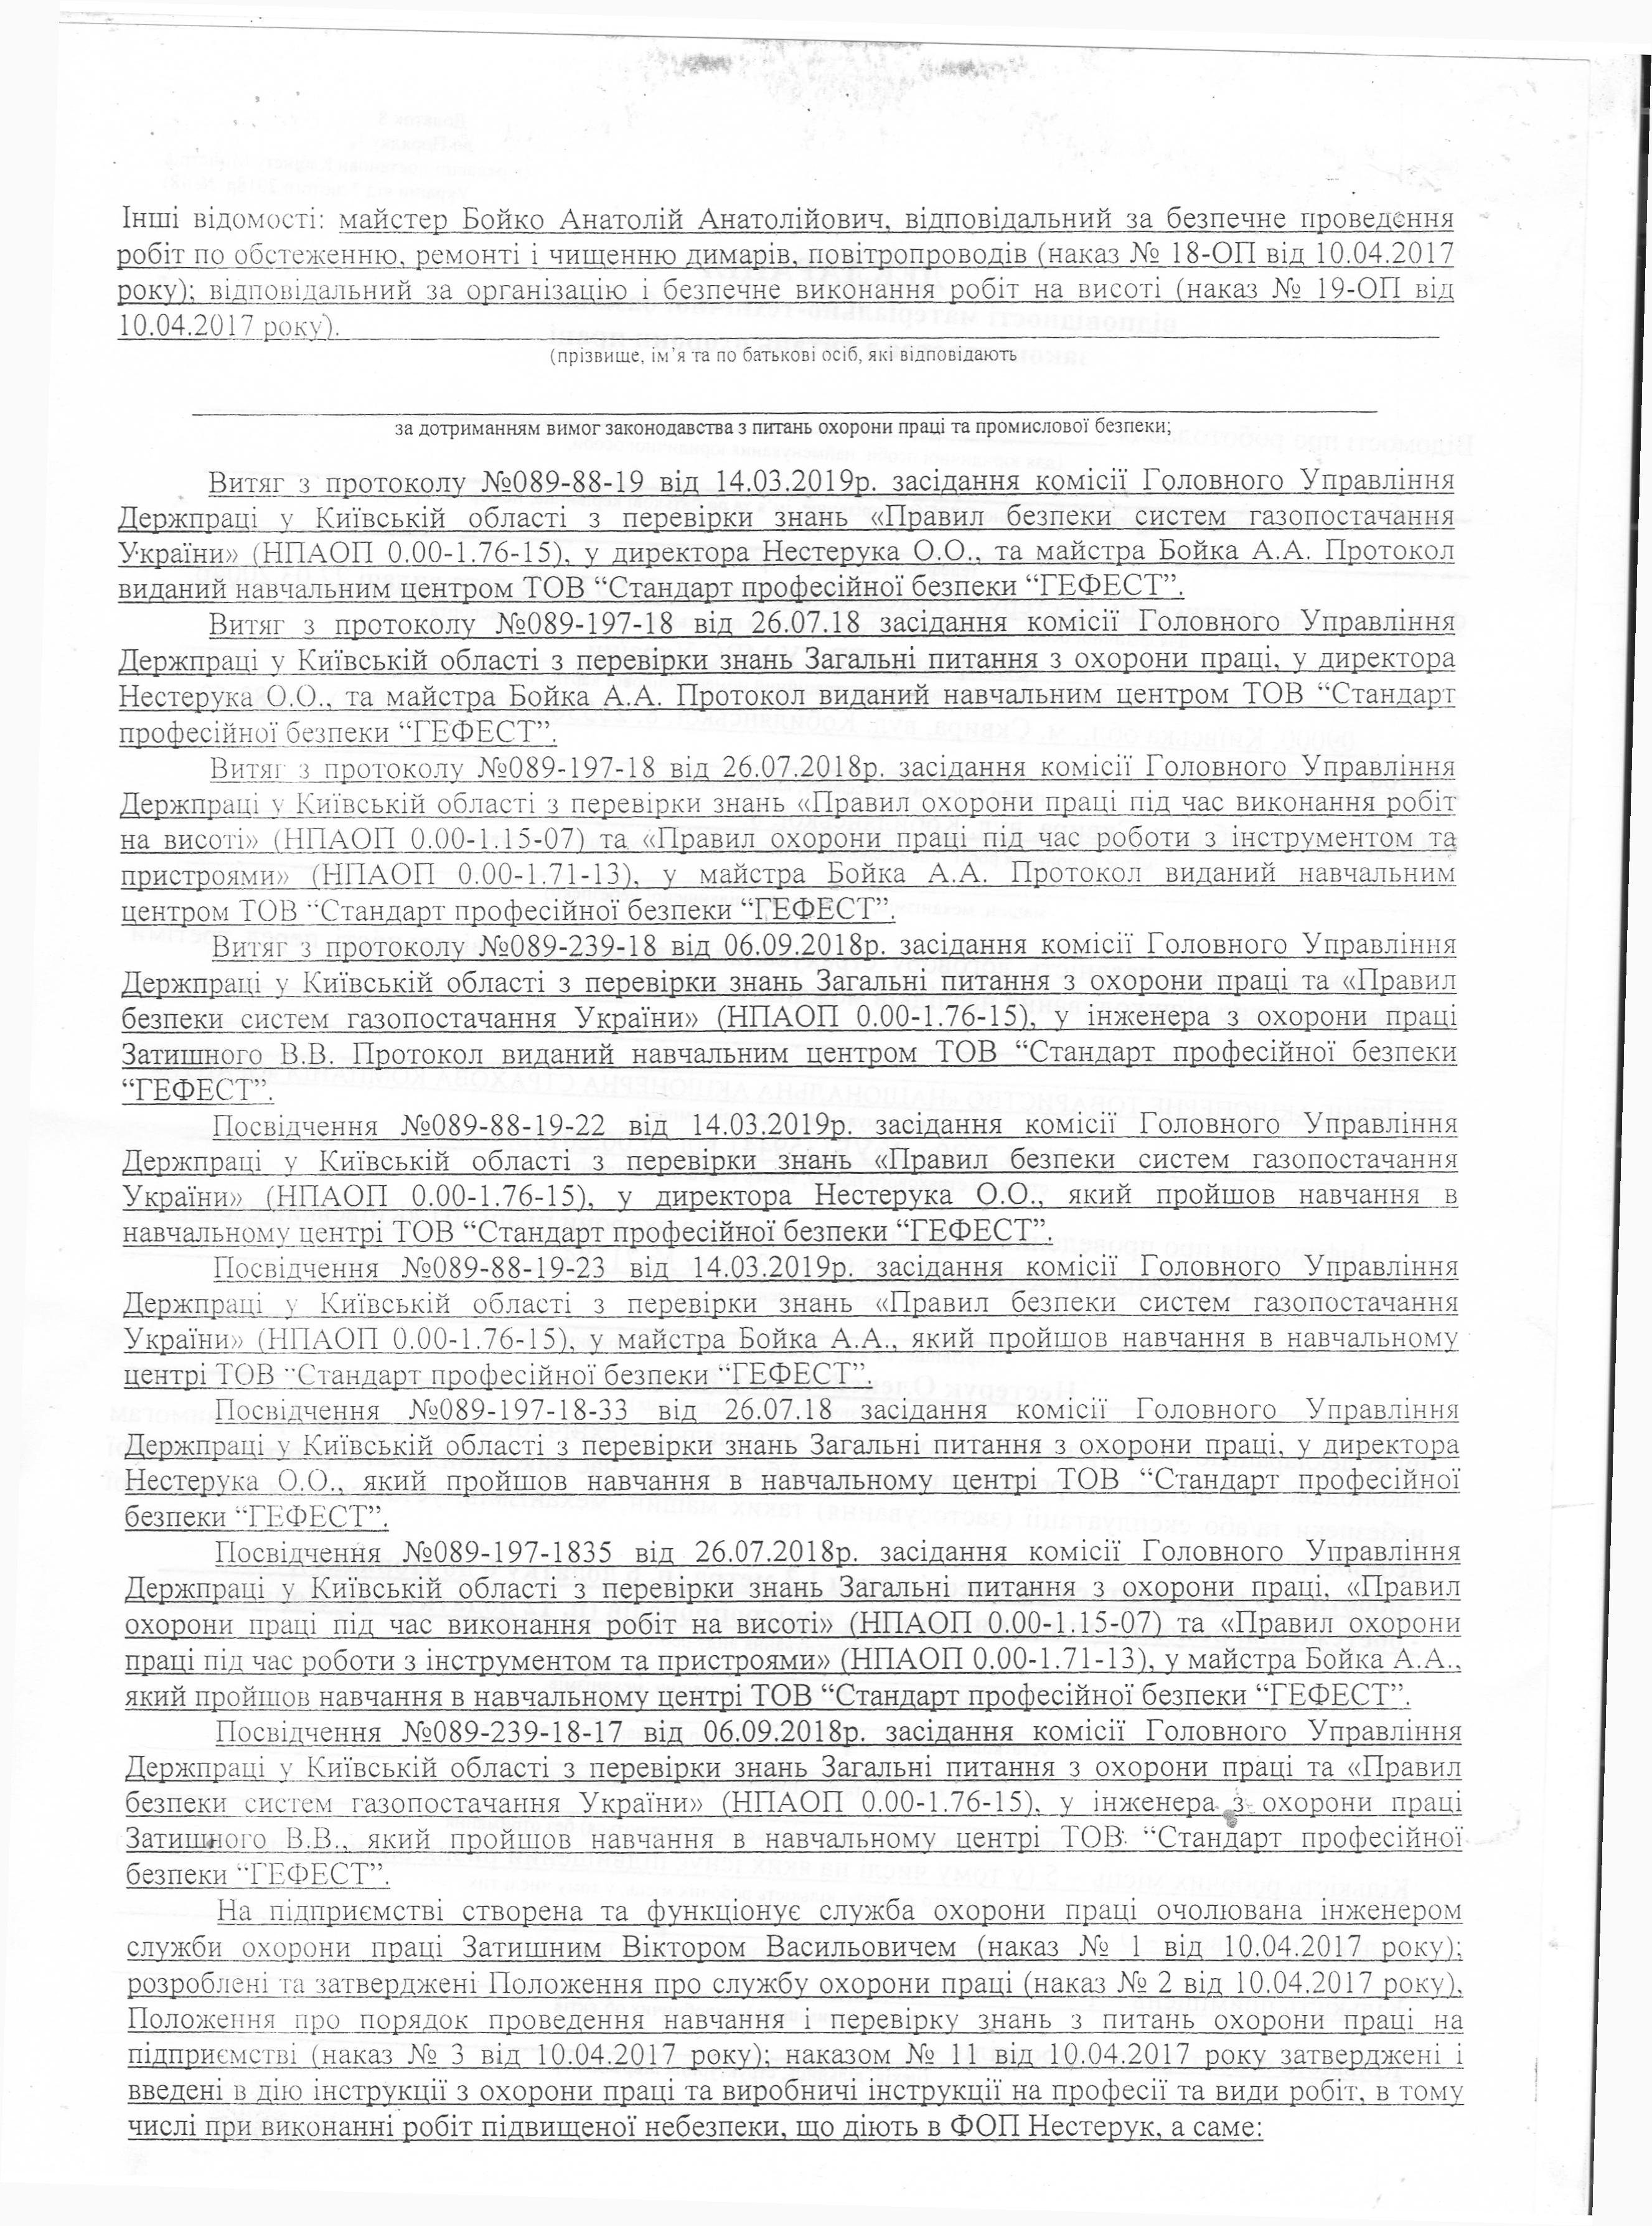 Інші відомості: майстер Бойко Анатолій Анатолійович, відповідальний за безпечне проведення
робіт по обстеженню, ремонті і чищенню димарів, повітропроводів (наказ № 18-ОП від 10.04.2017
року); відповідальний за організацію і безпечне виконання робіт на висоті (наказ № 19-ОП від
10.04.2017 року).
(прізвище, ім’я та по батькові осіб, які відповідають
за дотриманням вимог законодавства з питань охорони праці та промислової безпеки;
Витяг з протоколу №089-88-19 від 14.03.2019р. засідання комісії Головного Управління
Держпраці у Київській області з перевірки знань «Правил безпеки систем газопостачання
України» (НПАОП 0.00-1.76-15), у директора Нестерука О.О., та майстра Бойка А.А. Протокол
виданий навчальним центром ТОВ “Стандарт професійної безпеки “ГЕФЕСТ”.
Витяг з протоколу №089-197-18 від 26.07.18 засідання комісії Головного Управління
Держпраці у Київській області з перевірки знань Загальні питання з охорони праці, у директора
Нестерука О.О., та майстра Бойка А.А. Протокол виданий навчальним центром ТОВ “Стандарт
професійної безпеки “ГЕФЕСТ”.
Витяг з протоколу №089-197-18 від 26.07.2018р. засідання комісії Головного Управління
Держпраці у Київській області з перевірки знань «Правил охорони праці під час виконання робіт
на висоті» (НПАОП 0.00-1.15-07) та «Правил охорони праці під час роботи з інструментом та
пристроями» (НПАОП 0.00-1.71-13), у майстра Бойка А.А. Протокол виданий навчальним
центром ТОВ “Стандарт професійної безпеки “ГЕФЕСТ”.
Витяг з протоколу №089-239-18 від 06.09.2018р. засідання комісії Головного Управління
Держпраці у Київській області з перевірки знань Загальні питання з охорони праці та «Правил
безпеки систем газопостачання України» (НПАОП 0.00-1.76-15), у інженера з охорони праці
Затишного В.В. Протокол виданий навчальним центром ТОВ “Стандарт професійної безпеки
“ГЕФЕСТ”.
Посвідчення №089-88-19-22 від 14.03.2019р. засідання комісії Головного Управління
Держпраці у Київській області з перевірки знань «Правил безпеки систем газопостачання
України» (НПАОП 0.00-1.76-15), у директора Нестерука О.О., який пройшов навчання в
навчальному центрі ТОВ “Стандарт професійної безпеки “ГЕФЕСТ”.
Посвідчення №089-88-19-23 від 14.03.2019р. засідання комісії Головного Управління
Держпраці у Київській області з перевірки знань «Правил безпеки систем газопостачання
України» (НПАОП 0.00-1.76-15), у майстра Бойка А.А., який пройшов навчання в навчальному
центрі ТОВ “Стандарт професійної безпеки “ГЕФЕСТ”.
Посвідчення №089-197-18-33 від 26.07.18 засідання комісії Головного Управління
Держпраці у Київській області з перевірки знань Загальні питання з охорони праці, у директора
Нестерука О.О., який пройшов навчання в навчальному центрі ТОВ “Стандарт професійної
безпеки “ГЕФЕСТ”.
Посвідчення №089-197-1835 від 26.07.2018р. засідання комісії Головного Управління
Держпраці у Київській області з перевірки знань Загальні питання з охорони праці, «Правил
охорони праці під час виконання робіт на висоті» (НПАОП 0.00-1.15-07) та «Правил охорони
праці під час роботи з інструментом та пристроями» (НПАОП 0.00-1.71-13), у майстра Бойка А.А.,
який пройшов навчання в навчальному центрі ТОВ “Стандарт професійної безпеки “ГЕФЕСТ”.
Посвідчення №089-239-18-17 від 06.09.2018р. засідання комісії Головного Управління
Держпраці у Київській області з перевірки знань Загальні питання з охорони праці та «Правил
безпеки систем газопостачання України» (НПАОП 0.00-1.76-15), у інженера з охорони праці
Затишного В.В., який пройшов навчання в навчальному центрі ТОВ “Стандарт професійної
безпеки “ГЕФЕСТ”.
На підприємстві створена та функціонує служба охорони праці очолювана інженером
служби охорони праці Затишним Віктором Васильовичем (наказ № 1 від 10.04.2017 року);
розроблені та затверджені Положення про службу охорони праці (наказ № 2 від 10.04.2017 року),
Положення про порядок проведення навчання і перевірку знань з питань охорони праці на
підприємстві (наказ № 3 від 10.04.2017 року); наказом № 11 від 10.04.2017 року затверджені і
введені в дію інструкції з охорони праці та виробничі інструкції на професії та види робіт, в тому
числі при виконанні робіт підвищеної небезпеки, що діють в ФОП Нестерук, а саме: